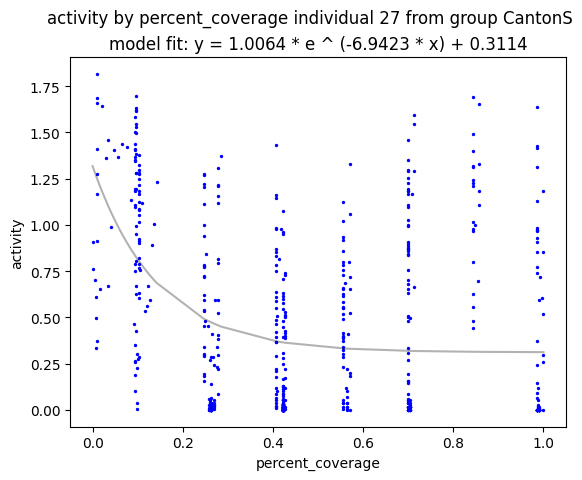 activity by percent_coverage individual 27 from group CantonS
model fit: y = 1.0064 * e ^ (-6.9423 * x) + 0.3114
1.75
1.50
1.25
1.00
0.75
0.50
0.25
0.00
activity
0.0 0.2 0.4 0.6 0.8 1.0
percent_coverage